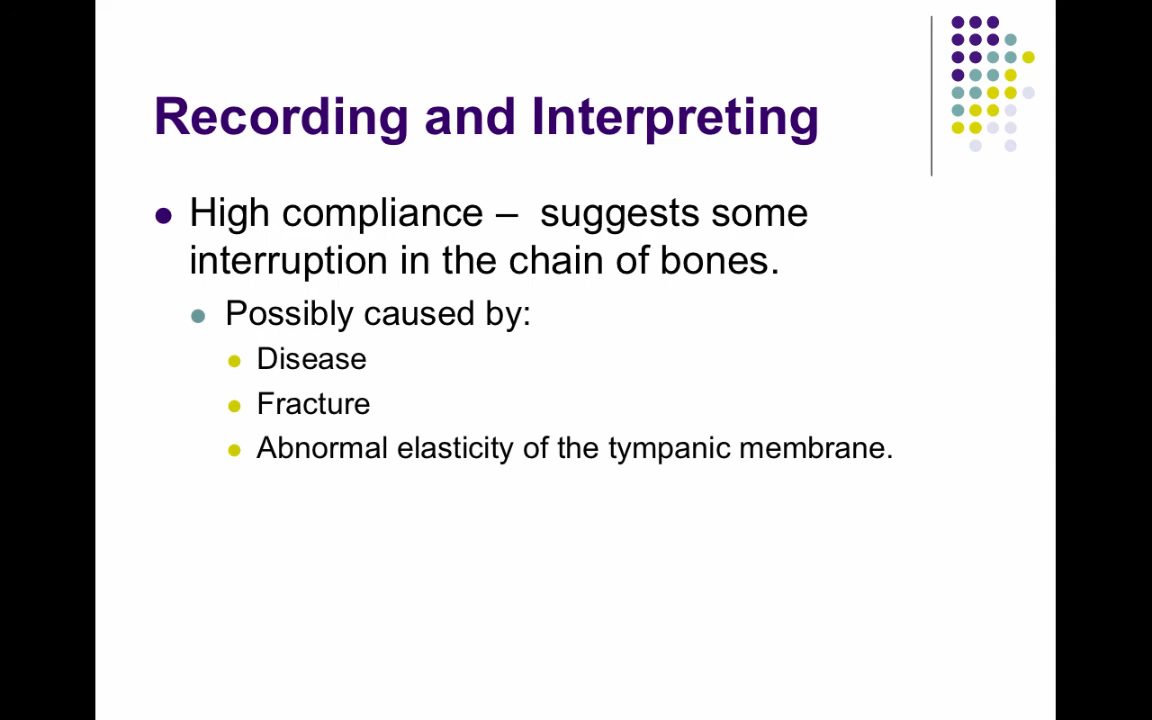 Recording and Interpreting
High compliance – suggests some
interruption in the chain of bones.
Possibly caused by:
Disease
Fracture
Abnormal elasticity of the tympanic membrane.